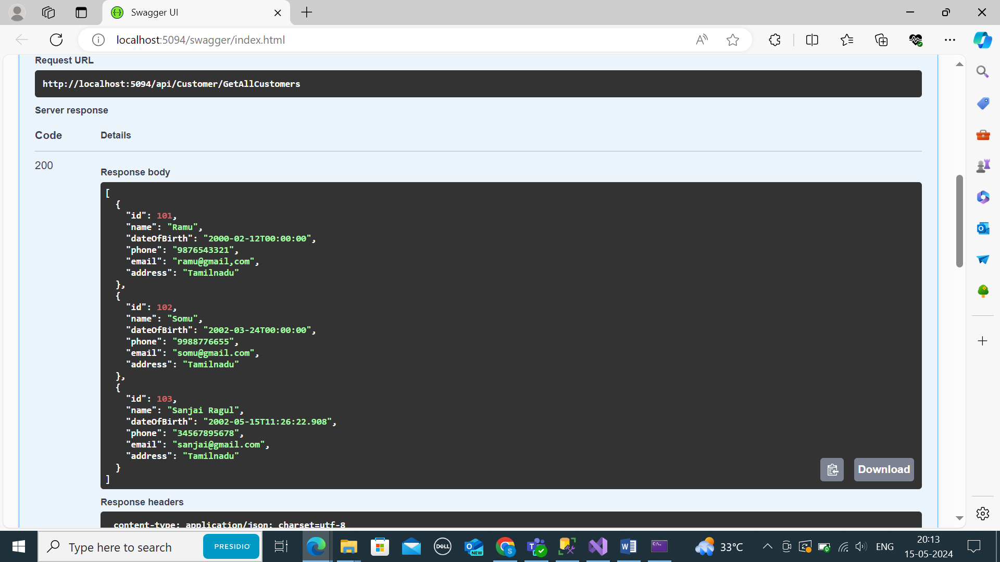 Swagger UI
localhost:5094/swagger/index.html
Request URL
http://localhost:5094/api/Customer/GetAllCustomers
Server response
Code Details
200
Response body
[
{
"id": 101,
"name": "Ramu",
"dateOfBirth": "2000-02-12T00:00:00",
"phone": "9876543321",
"email": "ramu@gmail,com",
"address": "Tamilnadu"
},
{
"id": 102,
"name": "Somu",
"dateOfBirth": "2002-03-24T00:00:00",
"phone": "9988776655",
"email": "somu@gmail.com",
"address": "Tamilnadu"
},
{
"id": 103,
"name": "Sanjai Ragul",
"dateOfBirth": "2002-05-15T11:26:22.908",
"phone": "34567895678",
"email": "sanjai@gmail.com",
"address": "Tamilnadu"
}
]
Download
Response headers
content-type: application/json; charset=utf-8
Type here to search PRESIDIO DELL NEW S 33°C ENG 20:13
15-05-2024